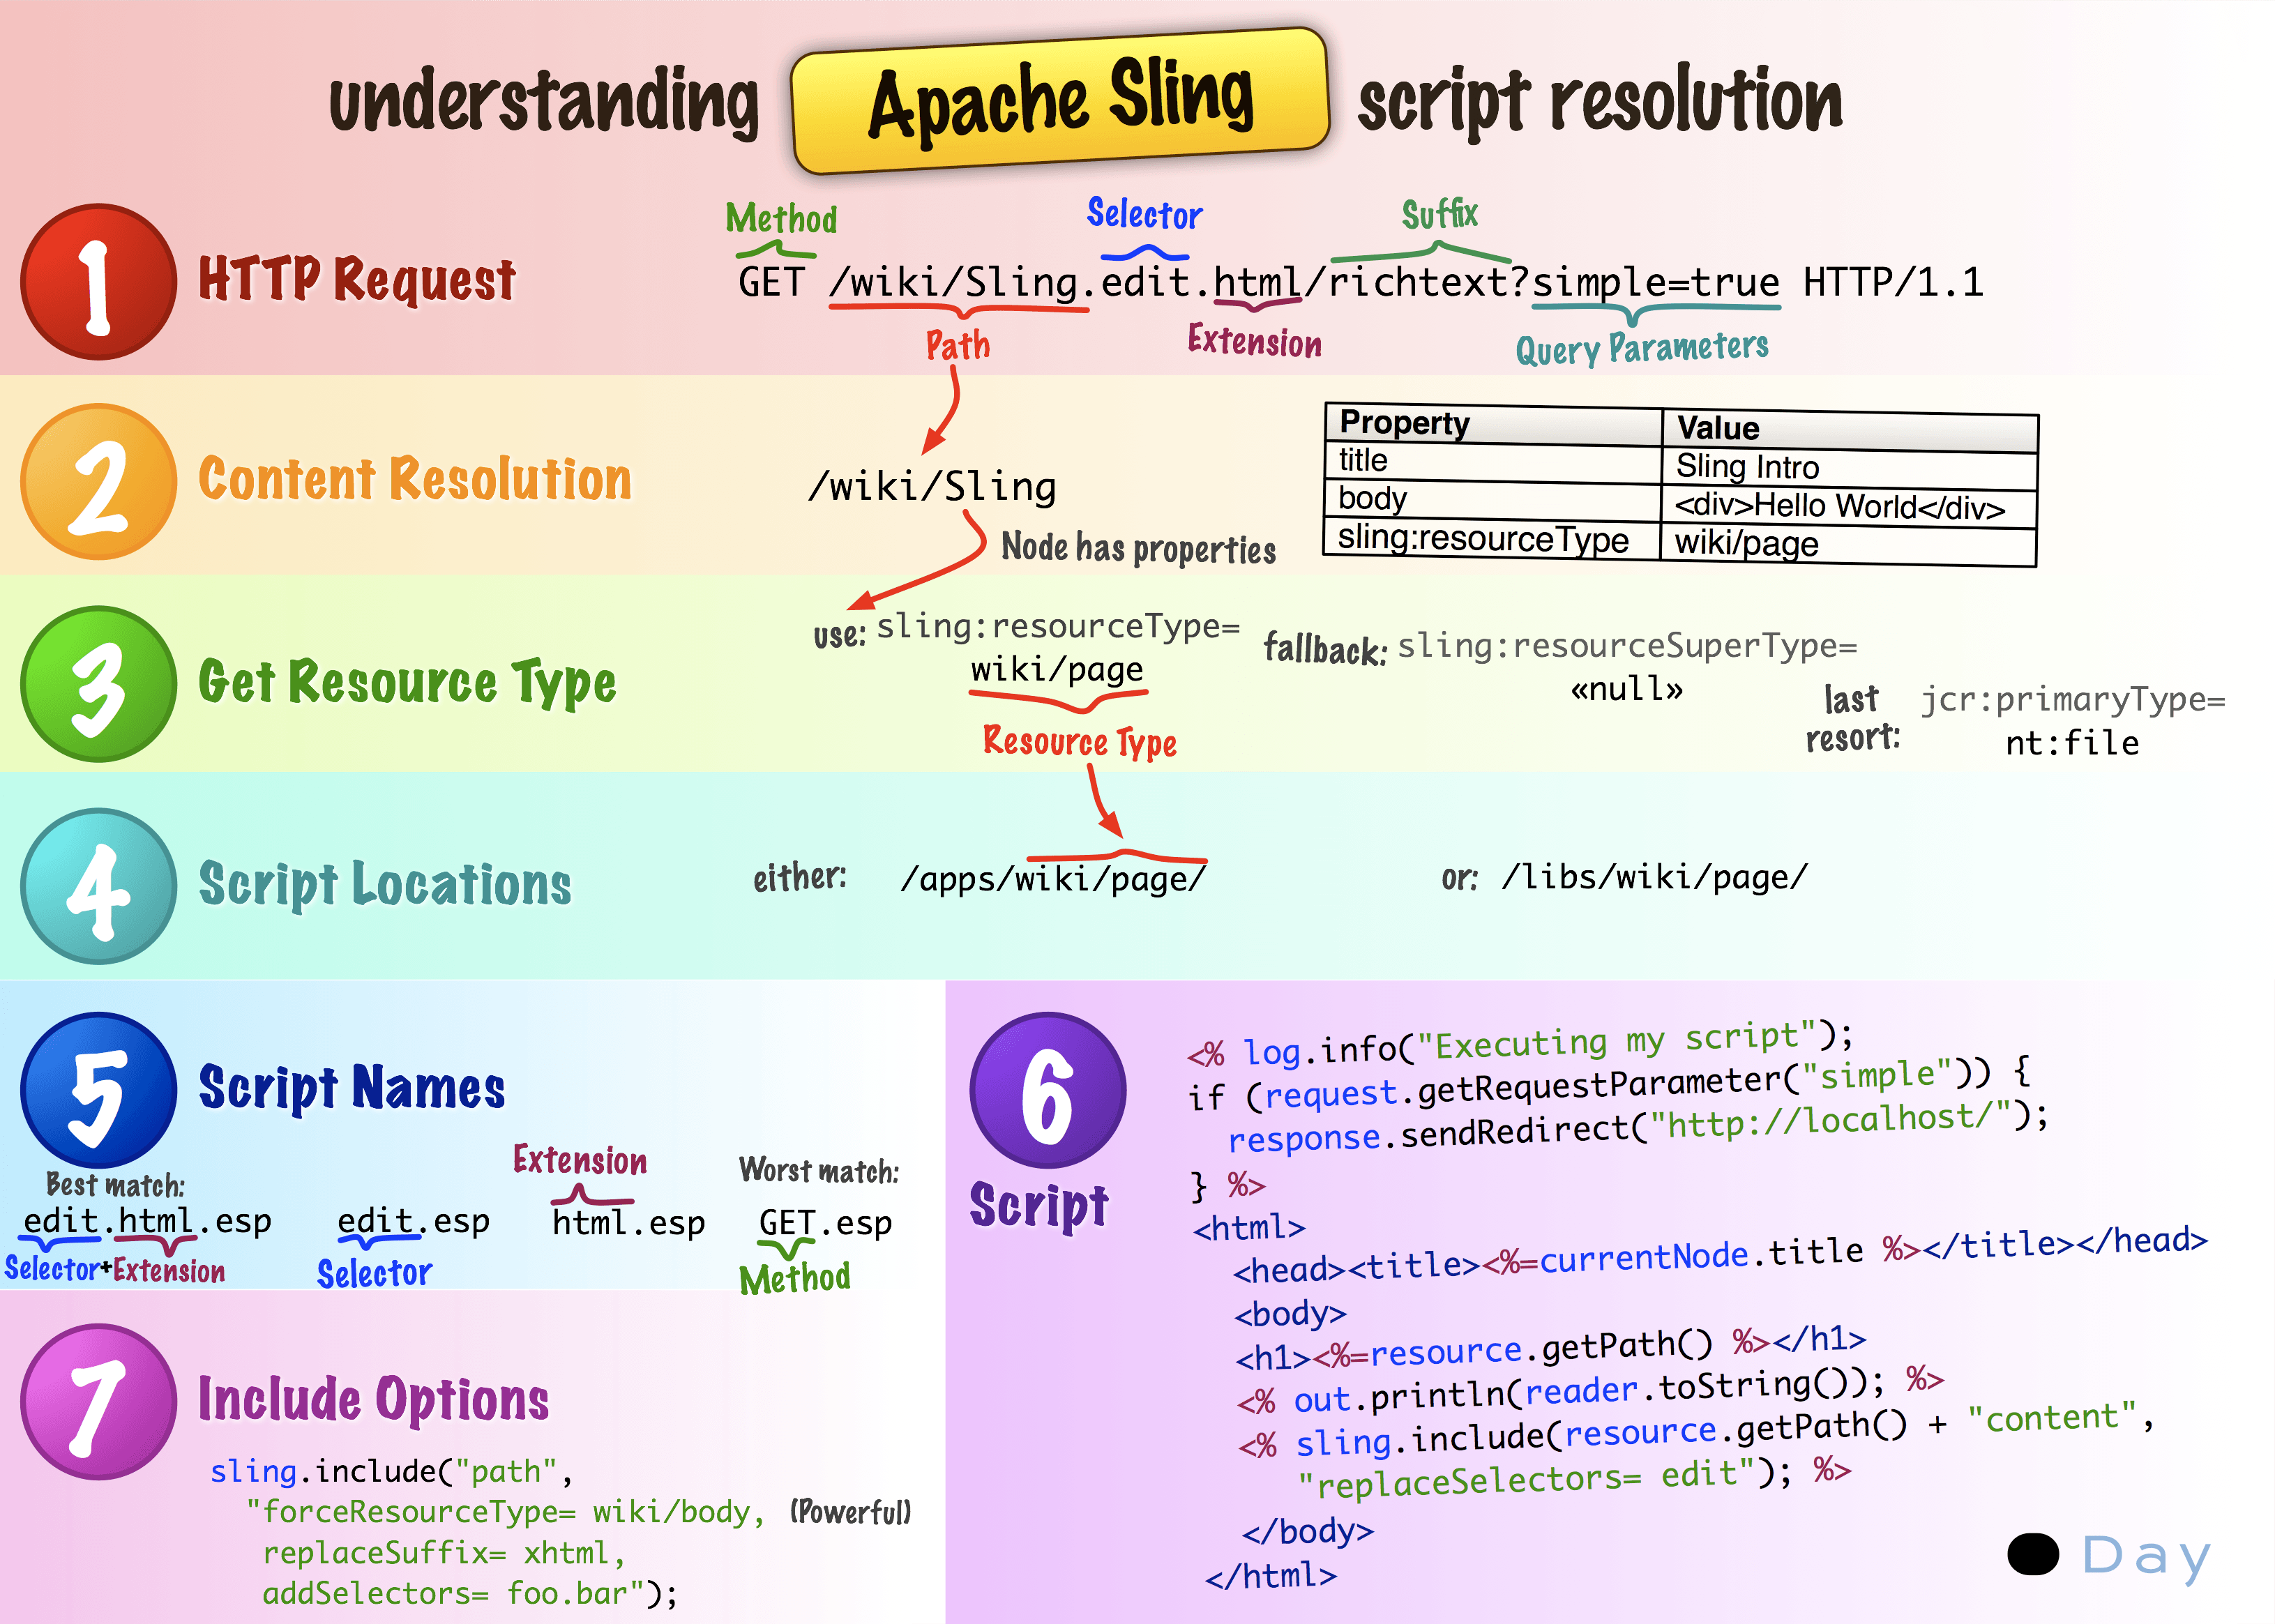 understanding Apache Sling script resolution
Method
Selector
Suffix
1 HTTP Request
GET /wiki/Sling.edit.html/richtext?simple=true HTTP/1.1
Path
Extension
Query Parameters
2 Content Resolution
/wiki/Sling
Node has properties
Property Value
title Sling Intro
body <div>Hello World</div>
sling:resourceType wiki/page
3 Get Resource Type
use: sling:resourceType=
wiki/page
Resource Type
fallback: sling:resourceSuperType=
«null»
last resort: jcr:primaryType=
nt:file
4 Script Locations
either: /apps/wiki/page/
or: /libs/wiki/page/
5 Script Names
Best match:
edit.html.esp
Selector+Extension
edit.esp
Selector
Extension
html.esp
Worst match:
GET.esp
Method
6 Script
<% log.info("Executing my script");
if (request.getRequestParameter("simple")) {
response.sendRedirect("http://localhost/");
} %>
<html>
<head><title><%=currentNode.title %></title></head>
<body>
<h1><%=resource.getPath() %></h1>
<% out.println(reader.toString()); %>
<% sling.include(resource.getPath() + "content",
"replaceSelectors= edit"); %>
</body>
</html>
7 Include Options
sling.include("path",
"forceResourceType= wiki/body, (Powerful)
replaceSuffix= xhtml,
addSelectors= foo.bar");
Day